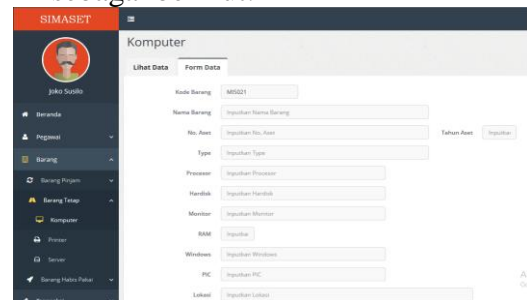 sebagai berikut:
SIMASET
Joko Susilo
Beranda
Pegawai
Barang
Barang Pinjam
Barang Tetap
Komputer
Printer
Server
Barang Habis Pakai
Komputer
Lihat Data Form Data
Kode Barang MIS021
Nama Barang Inputkan Nama Barang
No. Aset Inputkan No. Aset Tahun Aset Inputkan
Type Inputkan Type
Processor Inputkan Processor
Hardisk Inputkan Hardisk
Monitor Inputkan Monitor
RAM Inputkan
Windows Inputkan Windows
PIC Inputkan PIC
Lokasi Inputkan Lokasi